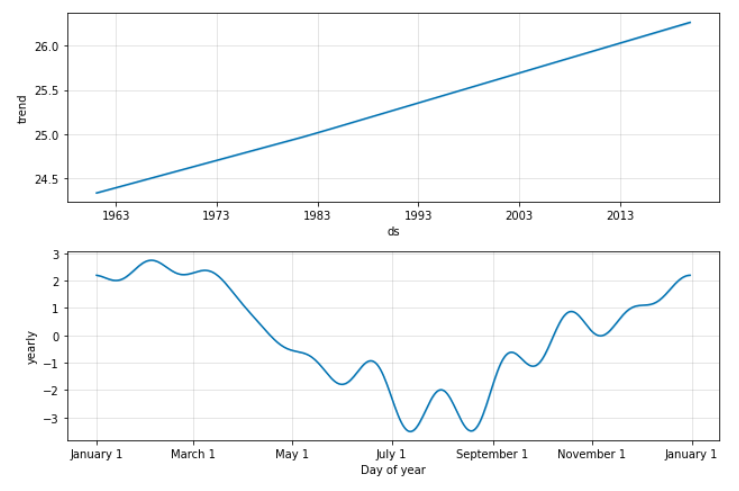 26.0
25.5
25.0
24.5
trend
1963 1973 1983 1993 2003 2013
ds
3
2
1
0
−1
−2
−3
yearly
January 1 March 1 May 1 July 1 September 1 November 1 January 1
Day of year